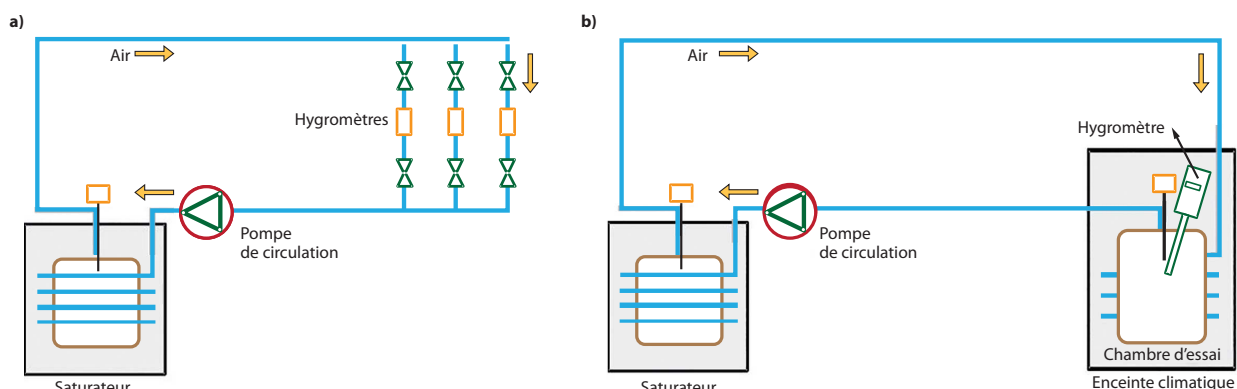 a)
Air
Hygromètres
Pompe
de circulation
Saturateur
b)
Air
Hygromètre
Pompe
de circulation
Chambre d'essai
Saturateur
Enceinte climatique